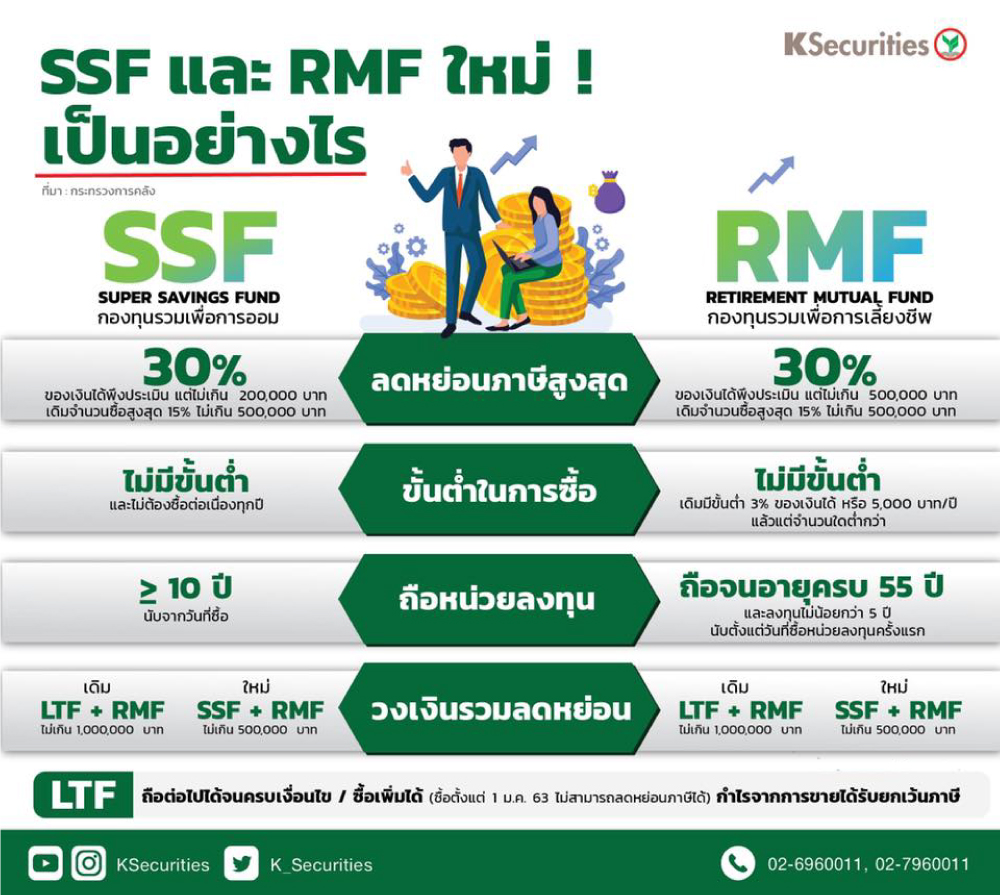 KSecurities
SSF และ RMF ใหม่ !
เป็นอย่างไร
ที่มา : กระทรวงการคลัง
SSF
SUPER SAVINGS FUND
กองทุนรวมเพื่อการออม
RMF
RETIREMENT MUTUAL FUND
กองทุนรวมเพื่อการเลี้ยงชีพ
30%
ของเงินได้พึงประเมิน แต่ไม่เกิน 200,000 บาท
เดิมจำนวนซื้อสูงสุด 15% ไม่เกิน 500,000 บาท
ลดหย่อนภาษีสูงสุด
30%
ของเงินได้พึงประเมิน แต่ไม่เกิน 500,000 บาท
เดิมจำนวนซื้อสูงสุด 15% ไม่เกิน 500,000 บาท
ไม่มีขั้นต่ำ
และไม่ต้องซื้อต่อเนื่องทุกปี
ขั้นต่ำในการซื้อ
ไม่มีขั้นต่ำ
เดิมมีขั้นต่ำ 3% ของเงินได้ หรือ 5,000 บาท/ปี
แล้วแต่จำนวนใดต่ำกว่า
≥ 10 ปี
นับจากวันที่ซื้อ
ถือหน่วยลงทุน
ถือจนอายุครบ 55 ปี
และลงทุนไม่น้อยกว่า 5 ปี
นับตั้งแต่วันที่ซื้อหน่วยลงทุนครั้งแรก
เดิม
LTF + RMF
ไม่เกิน 1,000,000 บาท
ใหม่
SSF + RMF
ไม่เกิน 500,000 บาท
วงเงินรวมลดหย่อน
เดิม
LTF + RMF
ไม่เกิน 1,000,000 บาท
ใหม่
SSF + RMF
ไม่เกิน 500,000 บาท
LTF ถือต่อไปได้จนครบเงื่อนไข / ซื้อเพิ่มได้ (ซื้อตั้งแต่ 1 ม.ค. 63 ไม่สามารถลดหย่อนภาษีได้) กำไรจากการขายได้รับยกเว้นภาษี
KSecurities K_Securities 02-6960011, 02-7960011